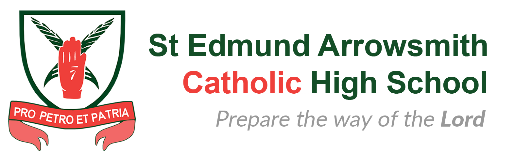 St Edmund Arrowsmith
Catholic High School
Prepare the way of the Lord
PRO PETRO ET PATRIA